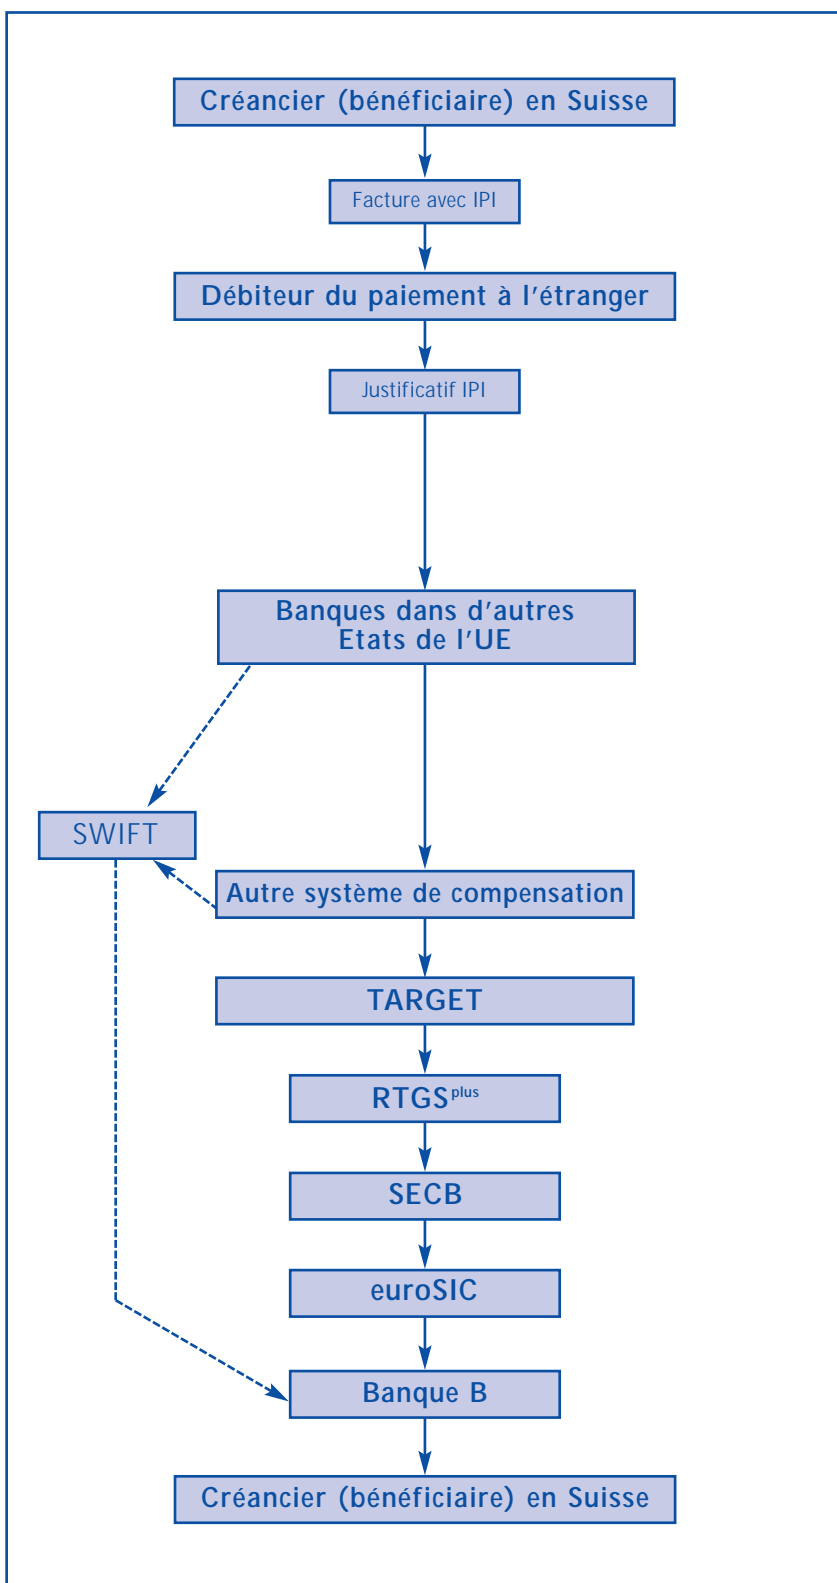 Créancier (bénéficiaire) en Suisse
Facture avec IPI
Débiteur du paiement à l'étranger
Justificatif IPI
Banques dans d'autres
Etats de l'UE
SWIFT
Autre système de compensation
TARGET
RTGSplus
SECB
euroSIC
Banque B
Créancier (bénéficiaire) en Suisse